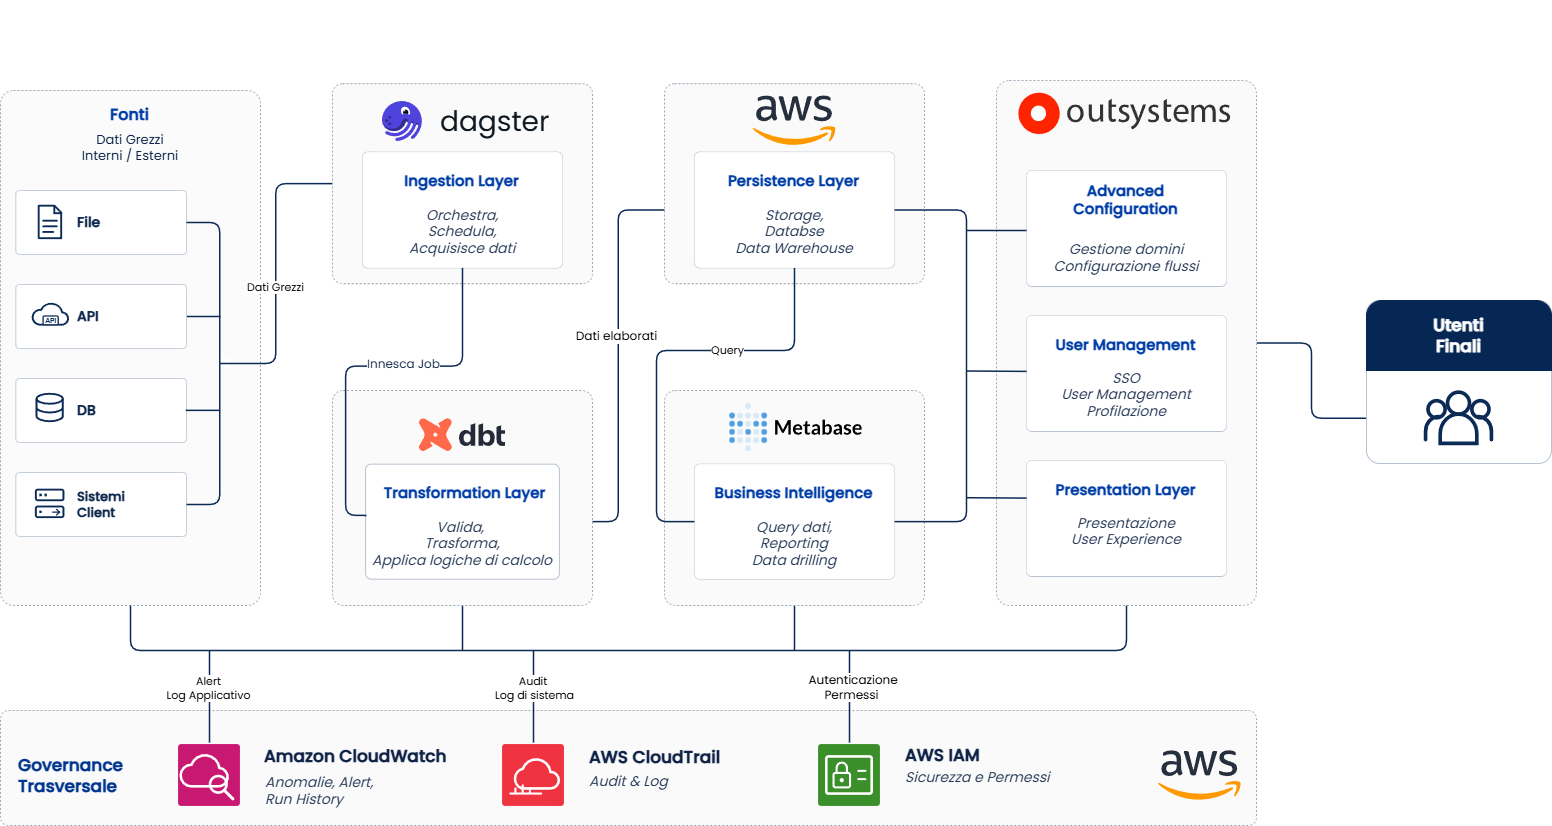 Fonti
Dati Grezzi
Interni / Esterni
File
API
API
DB
Sistemi
Client
Dati Grezzi
dagster
Ingestion Layer
Orchestra,
Schedula,
Acquisisce dati
Innesca Job
dbt
Transformation Layer
Valida,
Trasforma,
Applica logiche di calcolo
Dati elaborati
aws
Persistence Layer
Storage,
Databse
Data Warehouse
Query
Metabase
Business Intelligence
Query dati,
Reporting
Data drilling
outsystems
Advanced
Configuration
Gestione domini
Configurazione flussi
User Management
SSO
User Management
Profilazione
Presentation Layer
Presentazione
User Experience
Utenti
Finali
Alert
Log Applicativo
Audit
Log di sistema
Autenticazione
Permessi
Governance
Trasversale
Amazon CloudWatch
Anomalie, Alert,
Run History
AWS CloudTrail
Audit & Log
AWS IAM
Sicurezza e Permessi
aws